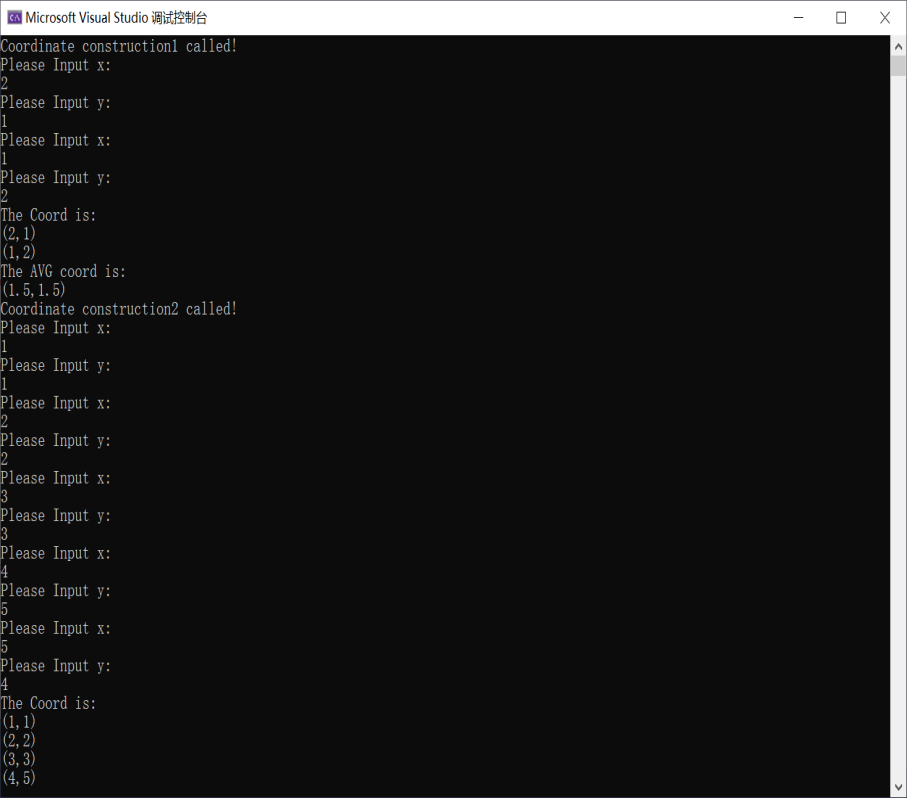 Microsoft Visual Studio 调试控制台
Coordinate construction1 called!
Please Input x:
2
Please Input y:
1
Please Input x:
1
Please Input y:
2
The Coord is:
(2,1)
(1,2)
The AVG coord is:
(1.5,1.5)
Coordinate construction2 called!
Please Input x:
1
Please Input y:
1
Please Input x:
2
Please Input y:
2
Please Input x:
3
Please Input y:
3
Please Input x:
4
Please Input y:
5
Please Input x:
5
Please Input y:
4
The Coord is:
(1,1)
(2,2)
(3,3)
(4,5)